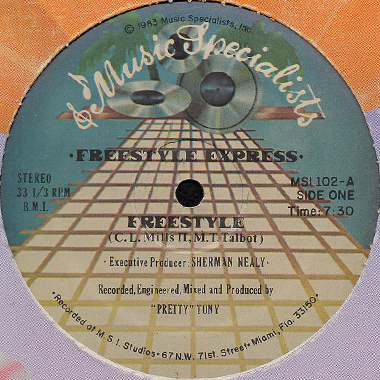 © 1983 Music Specialists, Inc.
Music Specialists
·FREESTYLE EXPRESS·
STEREO
33 1/3 RPM
B.M.I.
MSI 102-A
SIDE ONE
Time: 7:30
FREESTYLE
(C.L. Mills II, M.T. Talbot)
· Executive Producer: SHERMAN NEALY ·
Recorded, Engineered, Mixed and Produced by
"PRETTY" TONY
·Recorded at M.S.I. Studios · 67 N.W. 71st. Street · Miami, Fla. 33150·